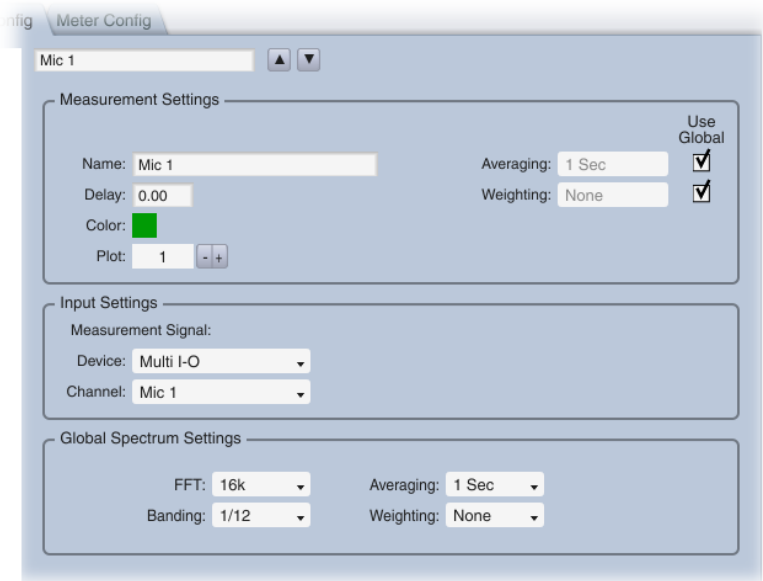 nfig Meter Config
Mic 1 ▲ ▼
Measurement Settings
Use
Global
Name: Mic 1 Averaging: 1 Sec
Delay: 0.00 Weighting: None
Color:
Plot: 1 - +
Input Settings
Measurement Signal:
Device: Multi I-O
Channel: Mic 1
Global Spectrum Settings
FFT: 16k Averaging: 1 Sec
Banding: 1/12 Weighting: None